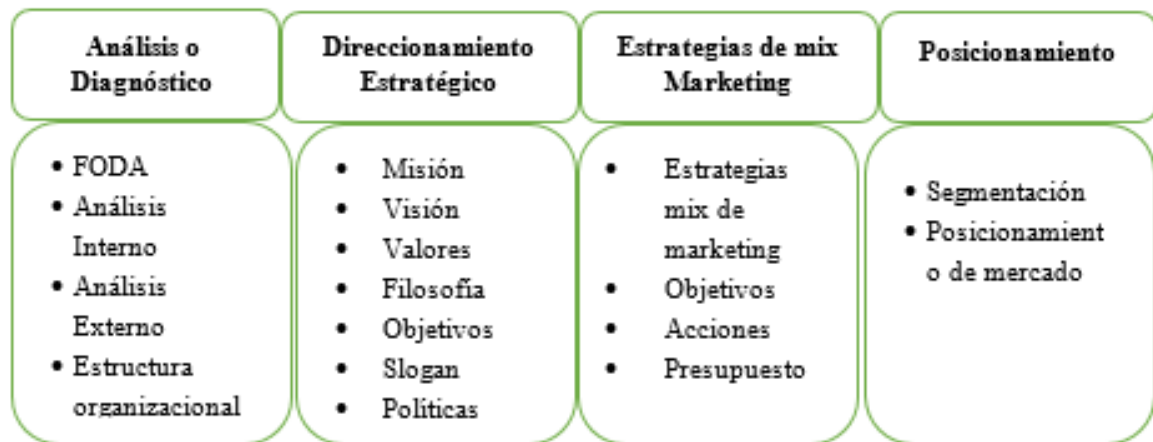 Análisis o
Diagnóstico
Direccionamiento
Estratégico
Estrategias de mix
Marketing
Posicionamiento
• FODA
• Análisis
Interno
• Análisis
Externo
• Estructura
organizacional
• Misión
• Visión
• Valores
• Filosofía
• Objetivos
• Slogan
• Políticas
• Estrategias
mix de
marketing
• Objetivos
• Acciones
• Presupuesto
• Segmentación
• Posicionamient
o de mercado